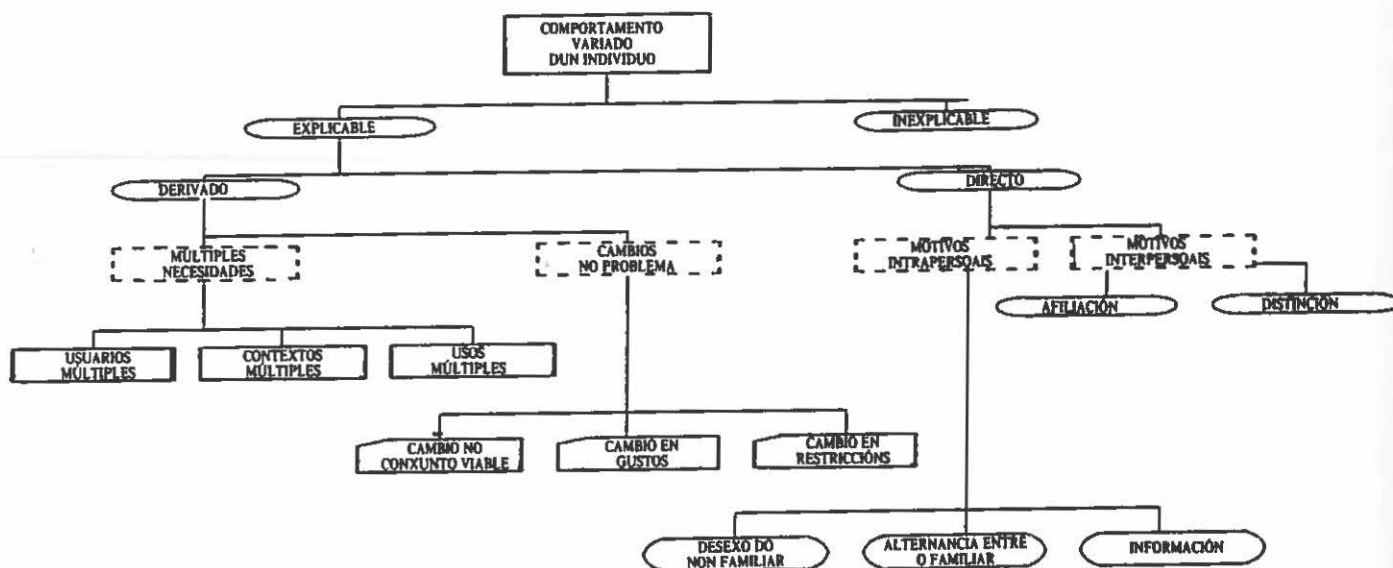 COMPORTAMENTO
VARIADO
DUN INDIVIDUO
EXPLICABLE
INEXPLICABLE
DERIVADO
DIRECTO
MÚLTIPLES
NECESIDADES
CAMBIOS
NO PROBLEMA
MOTIVOS
INTRAPERSOAIS
MOTIVOS
INTERPERSOAIS
AFILIACIÓN
DISTINCIÓN
USUARIOS
MÚLTIPLES
CONTEXTOS
MÚLTIPLES
USOS
MÚLTIPLES
CAMBIO NO
CONXUNTO VIABLE
CAMBIO EN
GUSTOS
CAMBIO EN
RESTRICCIÓNS
DESEXO DO
NON FAMILIAR
ALTERNANCIA ENTRE
O FAMILIAR
INFORMACIÓN